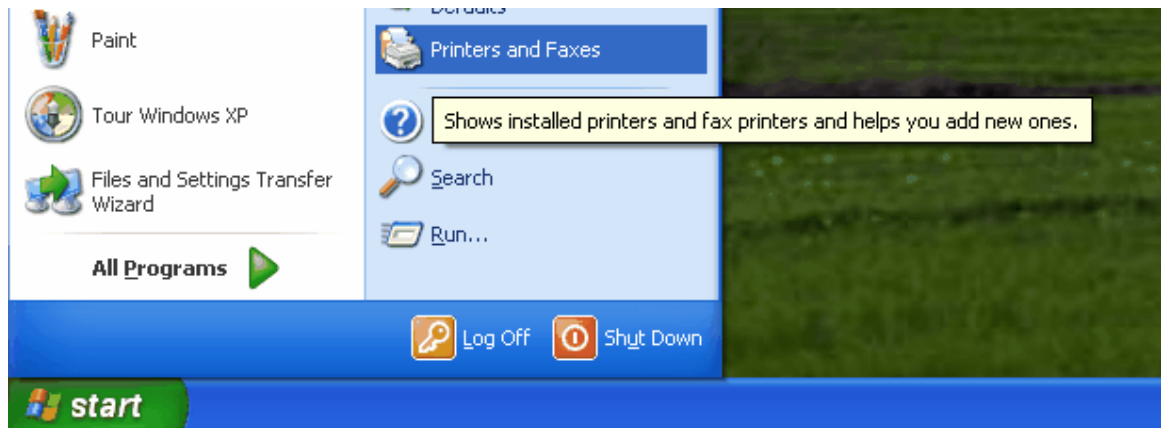 Defaults
Paint
Printers and Faxes
Tour Windows XP
Shows installed printers and fax printers and helps you add new ones.
Files and Settings Transfer
Wizard
Search
Run...
All Programs
Log Off
Shut Down
start